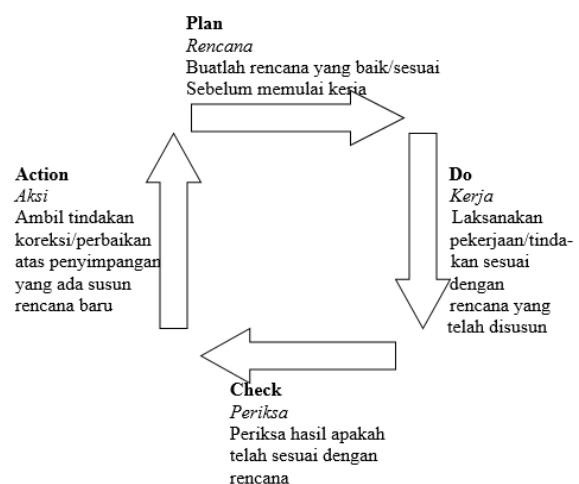 Plan
Rencana
Buatlah rencana yang baik/sesuai
Sebelum memulai kerja
Action
Aksi
Ambil tindakan
koreksi/perbaikan
atas penyimpangan
yang ada susun
rencana baru
Do
Kerja
Laksanakan
pekerjaan/tinda-
kan sesuai
dengan
rencana yang
telah disusun
Check
Periksa
Periksa hasil apakah
telah sesuai dengan
rencana